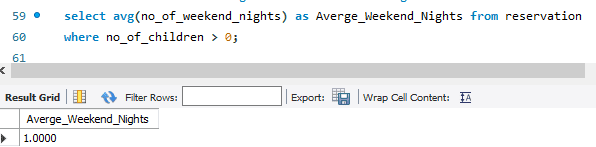 59 select avg(no_of_weekend_nights) as Averge_Weekend_Nights from reservation
60 where no_of_children > 0;
61
Result Grid Filter Rows: Export: Wrap Cell Content: IA
Averge_Weekend_Nights
1.0000